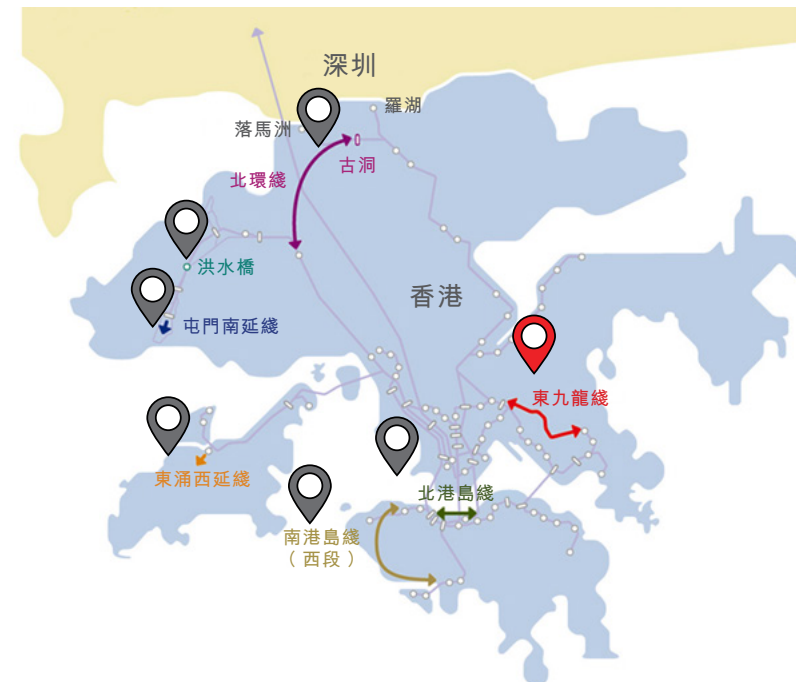 深圳
羅湖
落馬洲
古洞
北環綫
洪水橋
香港
屯門南延綫
東九龍綫
東涌西延綫
北港島綫
南港島綫
（西段）